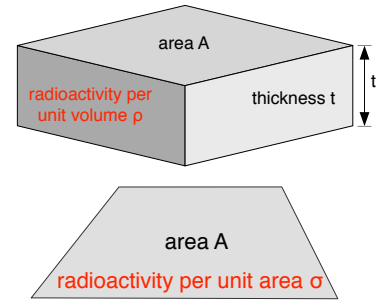 area A
radioactivity per
unit volume ρ
thickness t
t
area A
radioactivity per unit area σ